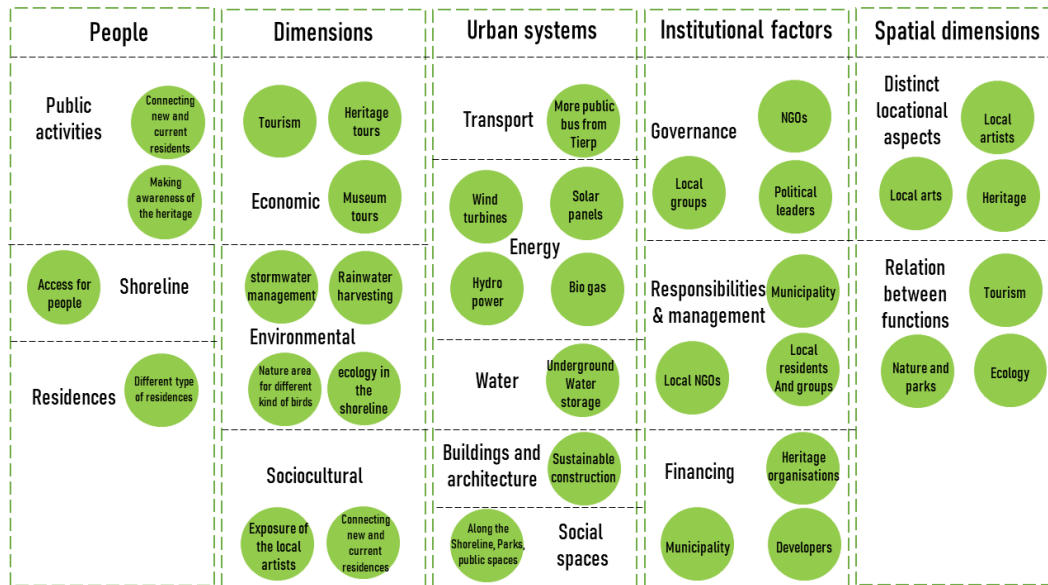 People
Public
activities
Connecting
new and
current
residents
Making
awareness of
the heritage
Access for
people
Shoreline
Residences
Different type
of residences
Dimensions
Tourism
Heritage
tours
Economic
Museum
tours
stormwater
management
Rainwater
harvesting
Environmental
Nature area
for different
kind of birds
ecology in
the
shoreline
Sociocultural
Exposure of
the local
artists
Connecting
new and
current
residences
Urban systems
Transport
More public
bus from
Tierp
Wind
turbines
Solar
panels
Energy
Hydro
power
Bio gas
Water
Underground
Water
storage
Buildings and
architecture
Sustainable
construction
Along the
Shoreline, Parks,
public spaces
Social
spaces
Institutional factors
Governance
NGOs
Local
groups
Political
leaders
Responsibilities
& management
Municipality
Local NGOs
Local
residents
And groups
Financing
Heritage
organisations
Municipality
Developers
Spatial dimensions
Distinct
locational
aspects
Local
artists
Local arts
Heritage
Relation
between
functions
Tourism
Nature and
parks
Ecology